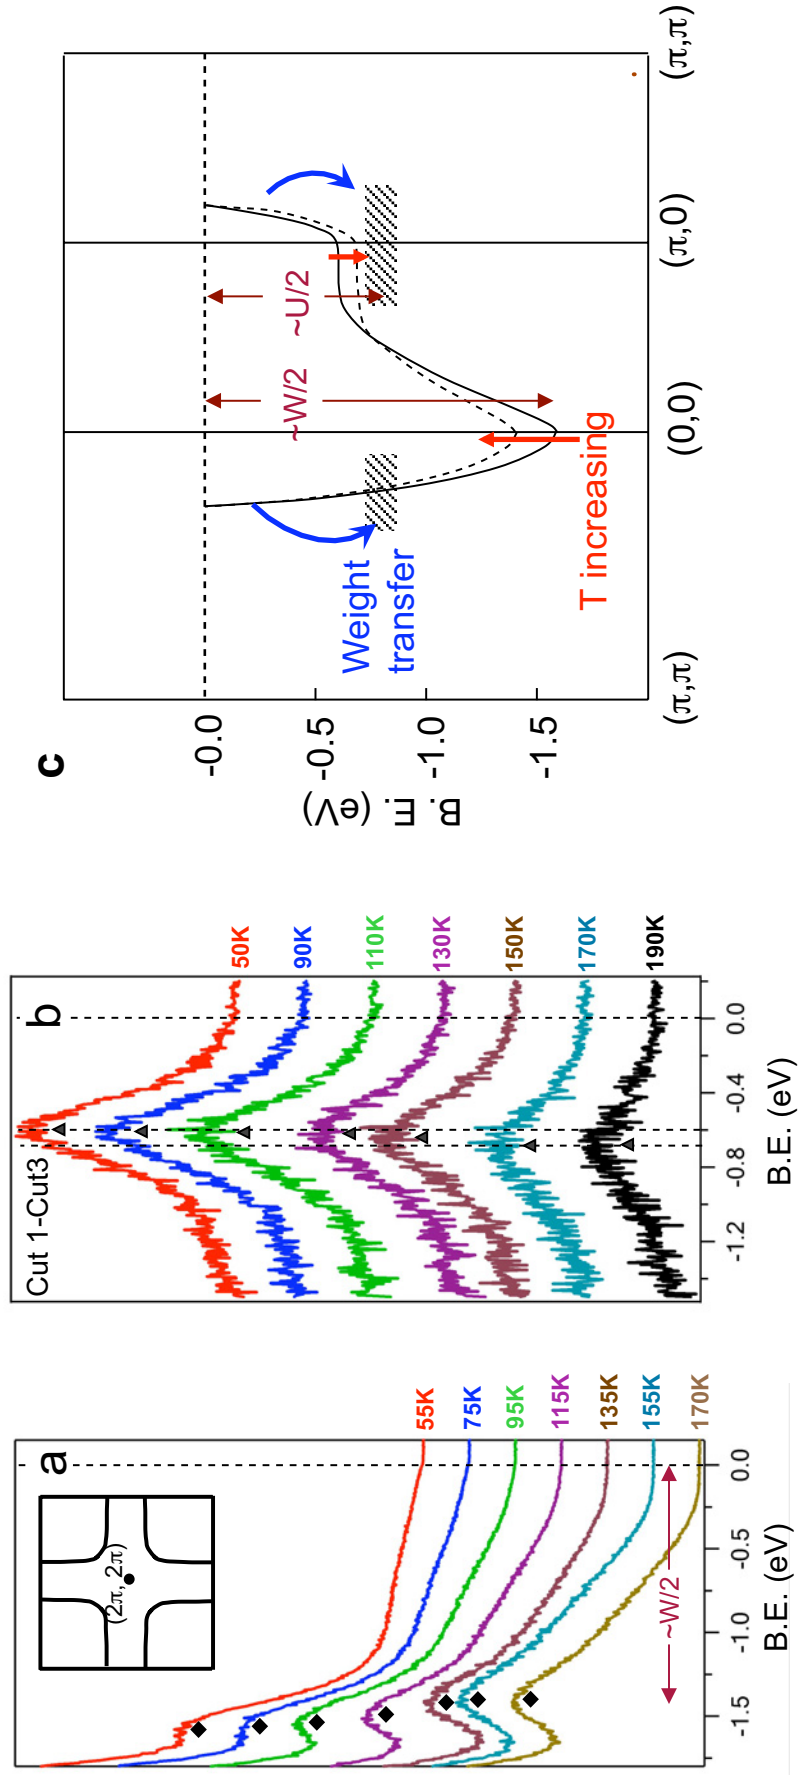 a
(2π, 2π)
55K
75K
95K
115K
135K
155K
170K
~W/2
-1.5
-1.0
-0.5
0.0
B.E. (eV)
b
Cut 1-Cut3
50K
90K
110K
130K
150K
170K
190K
-1.2
-0.8
-0.4
0.0
B.E. (eV)
c
B. E. (eV)
-0.0
-0.5
-1.0
-1.5
Weight
transfer
~W/2
~U/2
T increasing
(π,π)
(0,0)
(π,0)
(π,π)